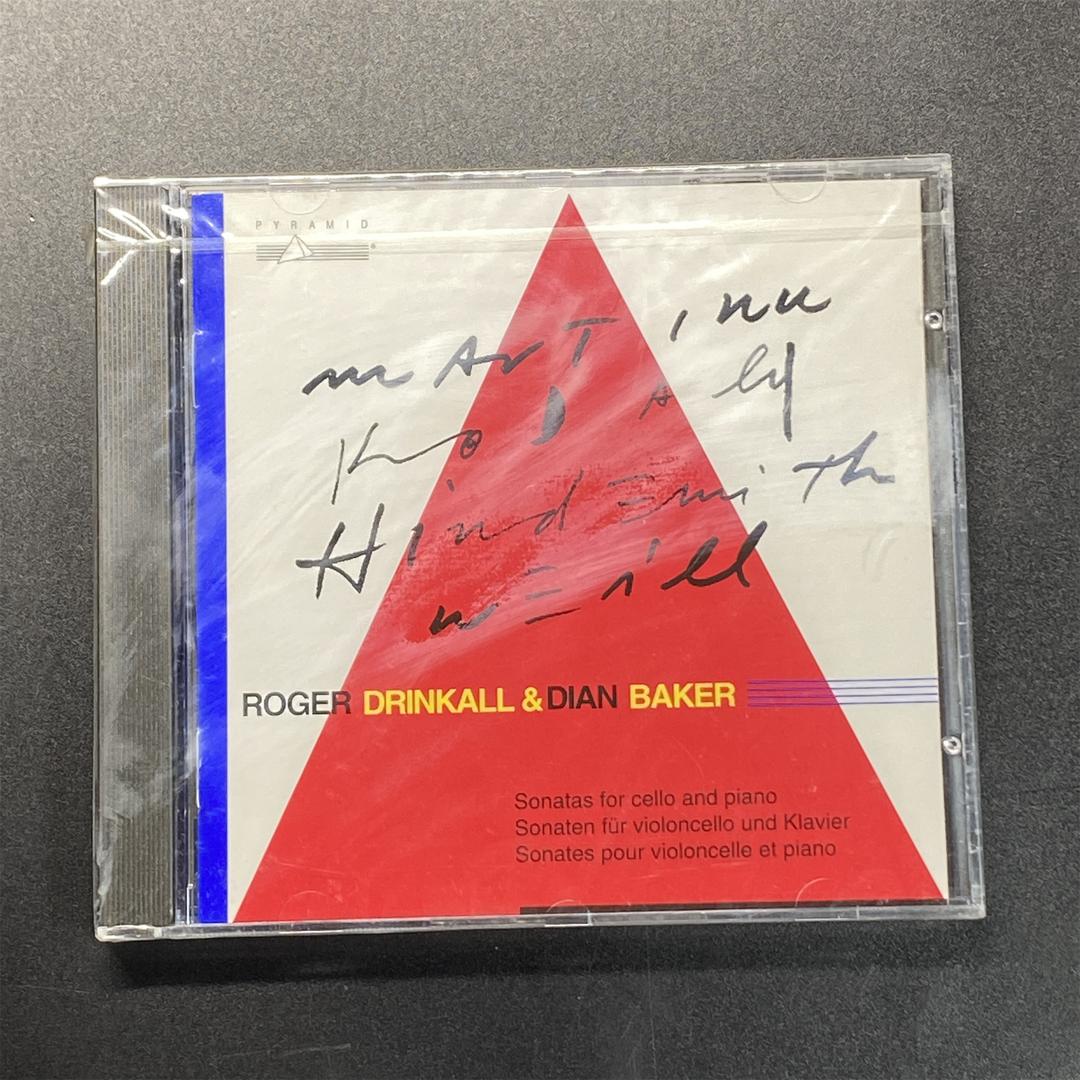 PYRAMID
martinu
KODALY
Hindemith
weill
ROGER DRINKALL & DIAN BAKER
Sonatas for cello and piano
Sonaten für violoncello und Klavier
Sonates pour violoncelle et piano